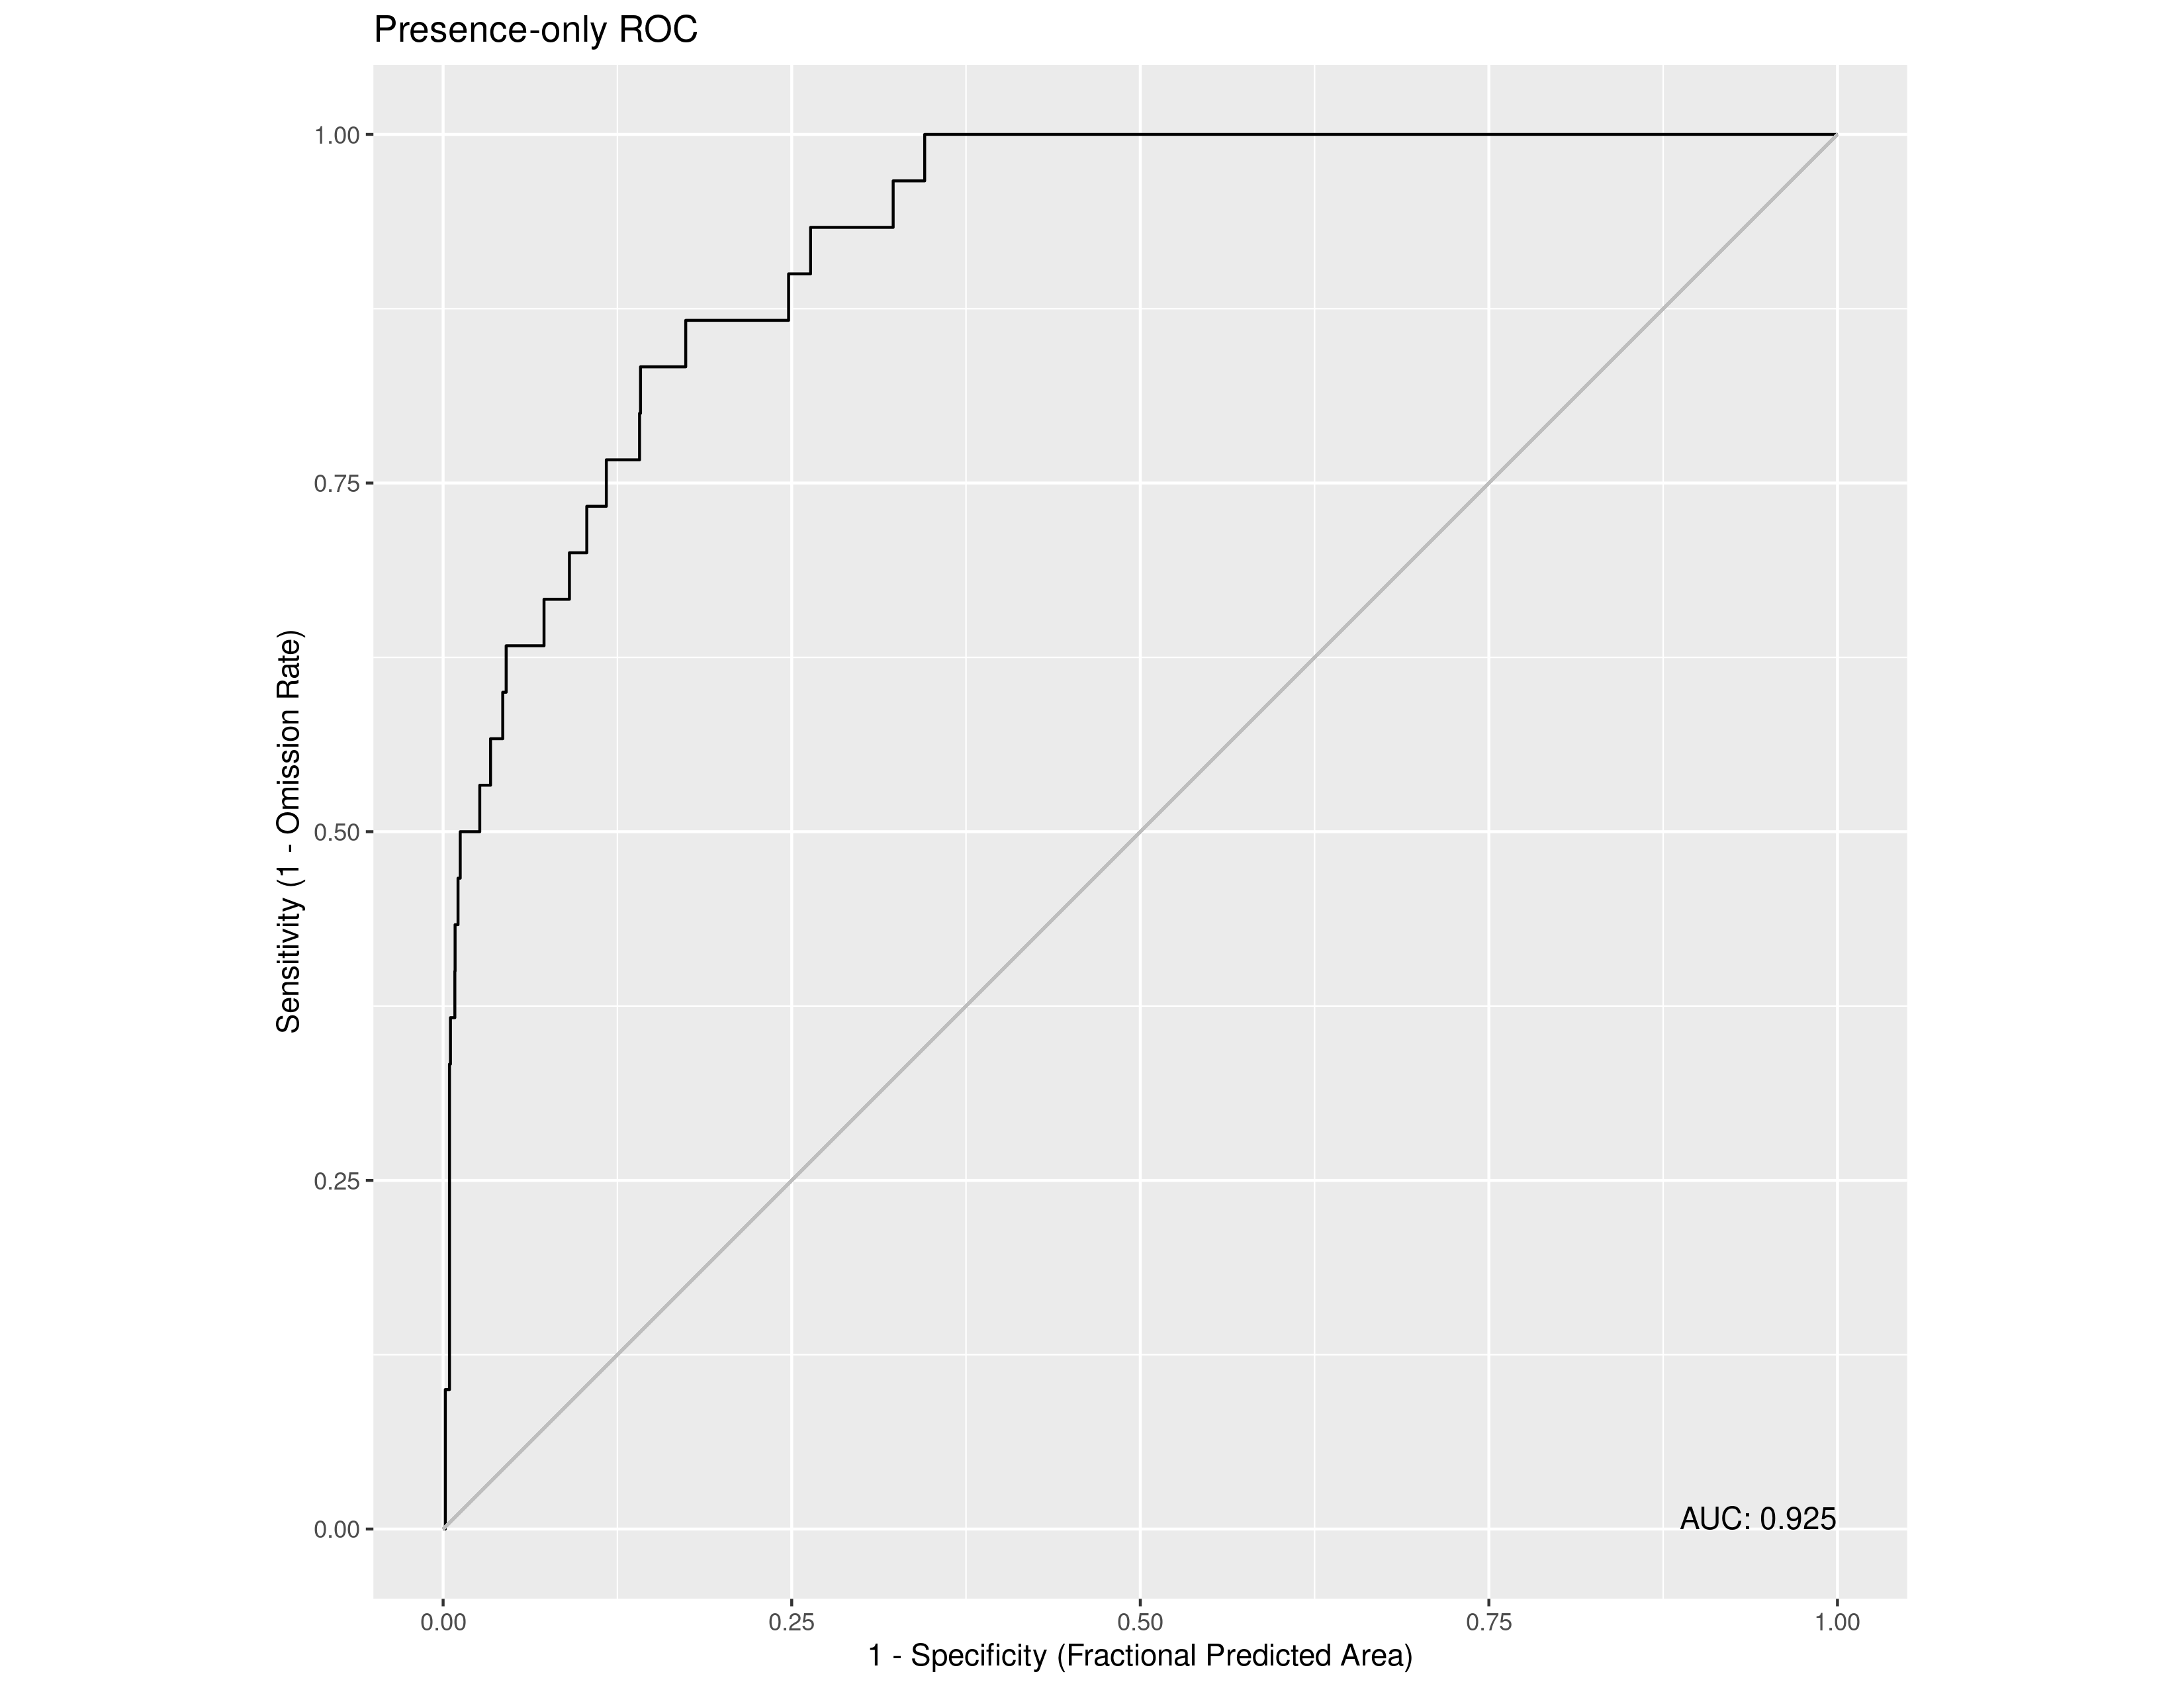 Presence-only ROC
Sensitivity (1 - Omission Rate)
1.00
0.75
0.50
0.25
0.00
AUC: 0.925
0.00 0.25 0.50 0.75 1.00
1 - Specificity (Fractional Predicted Area)